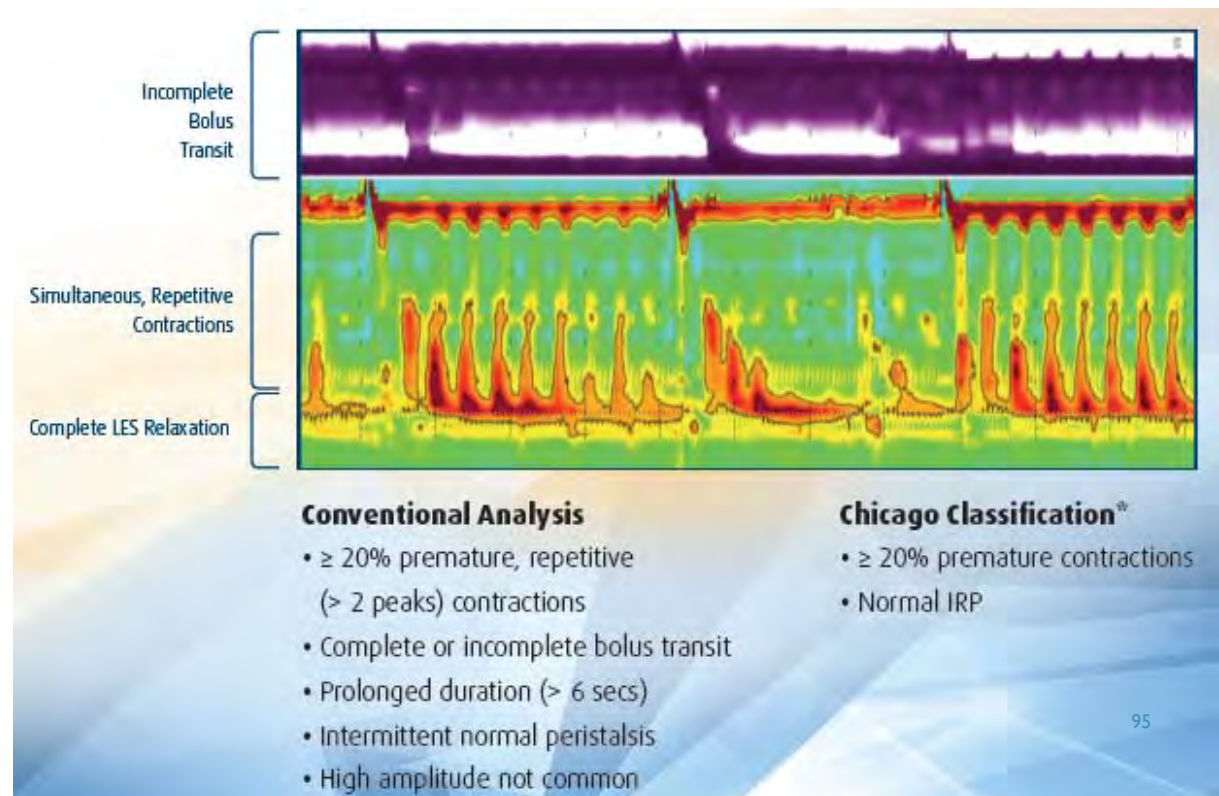 Incomplete
Bolus
Transit
Simultaneous, Repetitive
Contractions
Complete LES Relaxation
Conventional Analysis
• ≥ 20% premature, repetitive
(> 2 peaks) contractions
• Complete or incomplete bolus transit
• Prolonged duration (> 6 secs)
• Intermittent normal peristalsis
• High amplitude not common
Chicago Classification*
• ≥ 20% premature contractions
• Normal IRP
95